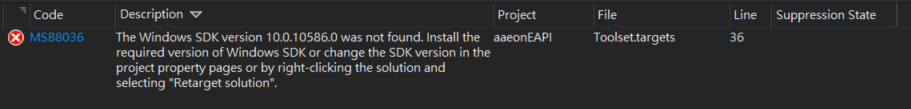 Code Description Project File Line Suppression State
MSB8036 The Windows SDK version 10.0.10586.0 was not found. Install the aaeonEAPI Toolset.targets 36
required version of Windows SDK or change the SDK version in the
project property pages or by right-clicking the solution and
selecting "Retarget solution".